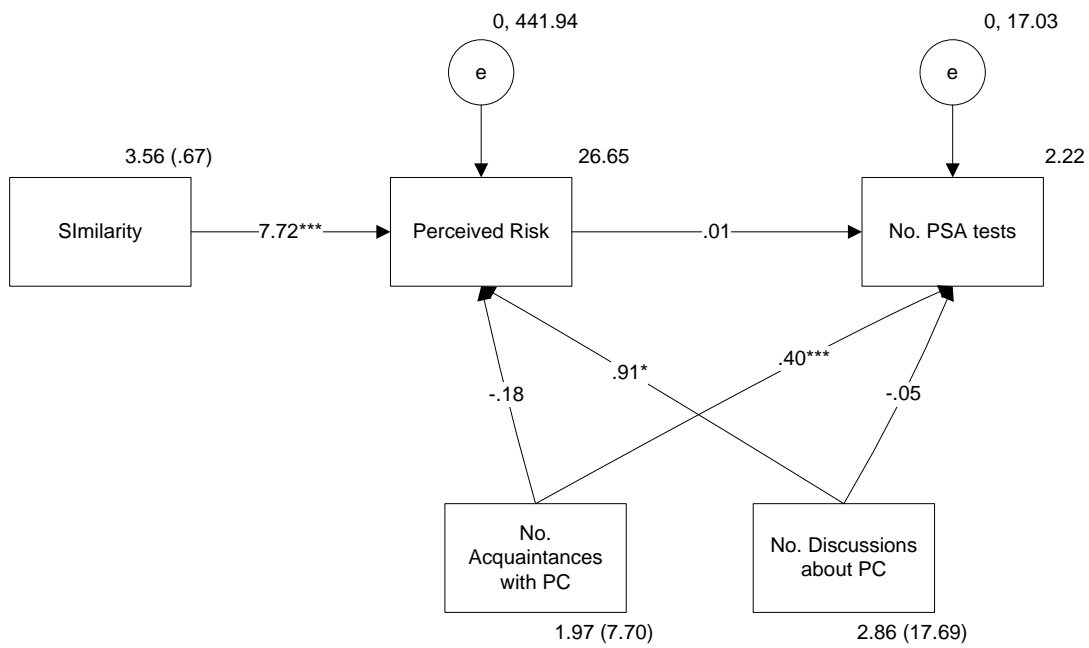 0, 441.94
0, 17.03
e
e
3.56 (.67)
26.65
2.22
SImilarity
7.72***
Perceived Risk
.01
No. PSA tests
.40***
.91*
-.18
-.05
No.
Acquaintances
with PC
No. Discussions
about PC
1.97 (7.70)
2.86 (17.69)